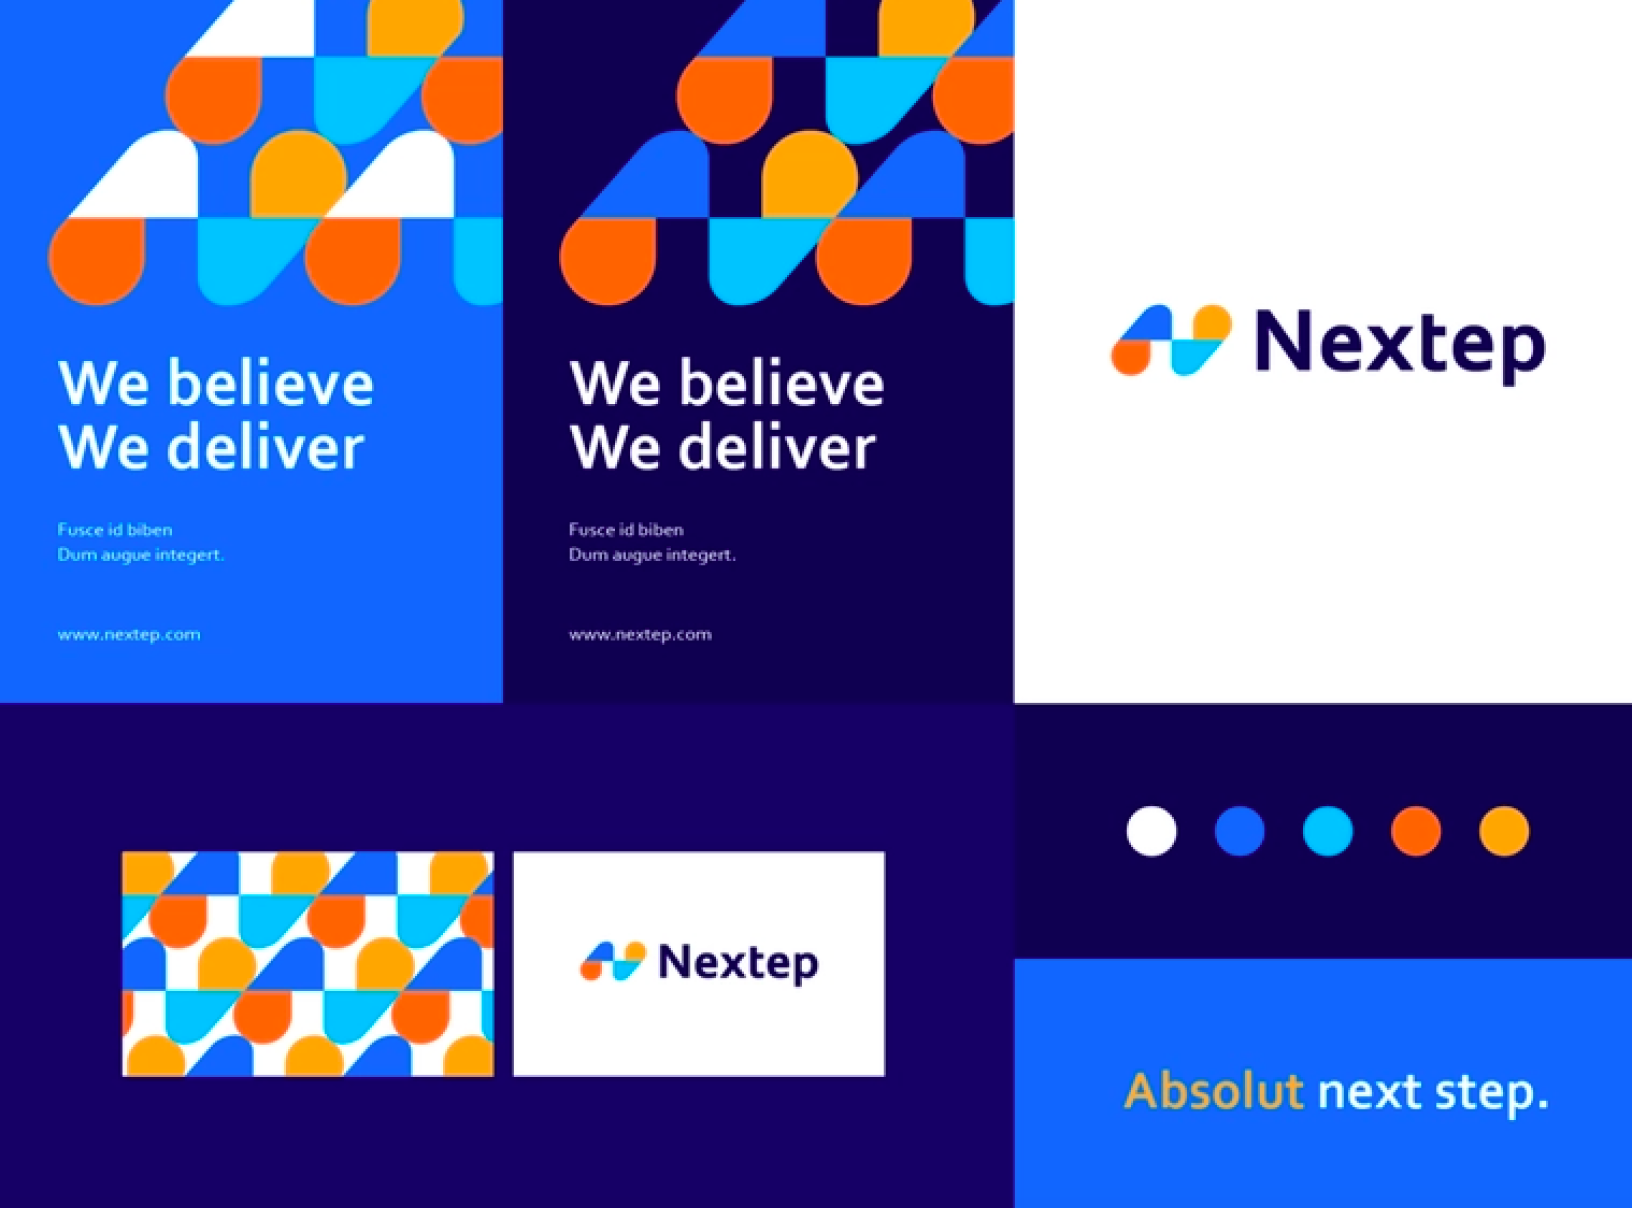 We believe
We deliver
Fusce id biben
Dum augue integert.
www.nextep.com
We believe
We deliver
Fusce id biben
Dum augue integert.
www.nextep.com
Nextep
Nextep
Absolut next step.